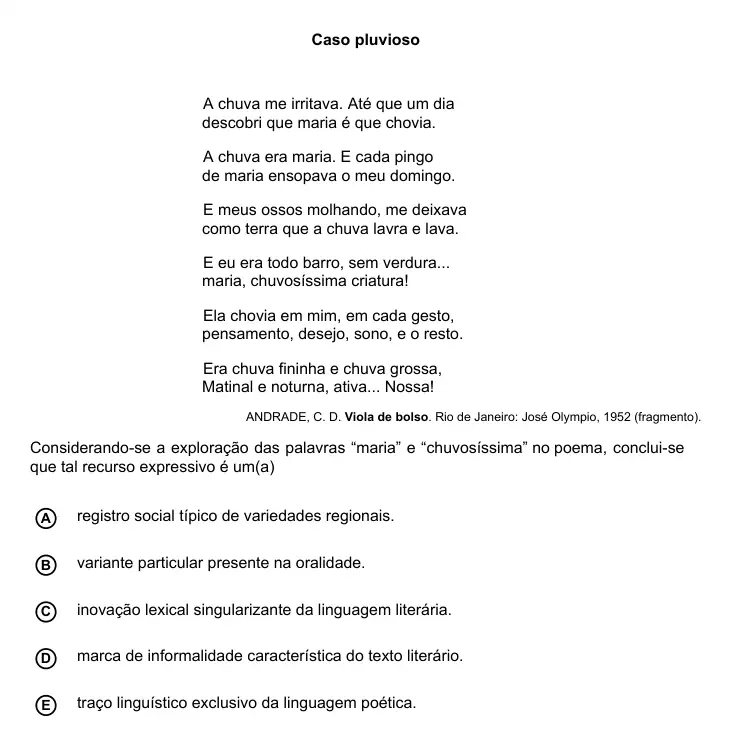 Caso pluvioso
A chuva me irritava. Até que um dia
descobri que maria é que chovia.
A chuva era maria. E cada pingo
de maria ensopava o meu domingo.
E meus ossos molhando, me deixava
como terra que a chuva lavra e lava.
E eu era todo barro, sem verdura...
maria, chuvosíssima criatura!
Ela chovia em mim, em cada gesto,
pensamento, desejo, sono, e o resto.
Era chuva fininha e chuva grossa,
Matinal e noturna, ativa... Nossa!
ANDRADE, C. D. Viola de bolso. Rio de Janeiro: José Olympio, 1952 (fragmento).
Considerando-se a exploração das palavras “maria” e “chuvosíssima” no poema, conclui-se
que tal recurso expressivo é um(a)
A registro social típico de variedades regionais.
B variante particular presente na oralidade.
C inovação lexical singularizante da linguagem literária.
D marca de informalidade característica do texto literário.
E traço linguístico exclusivo da linguagem poética.